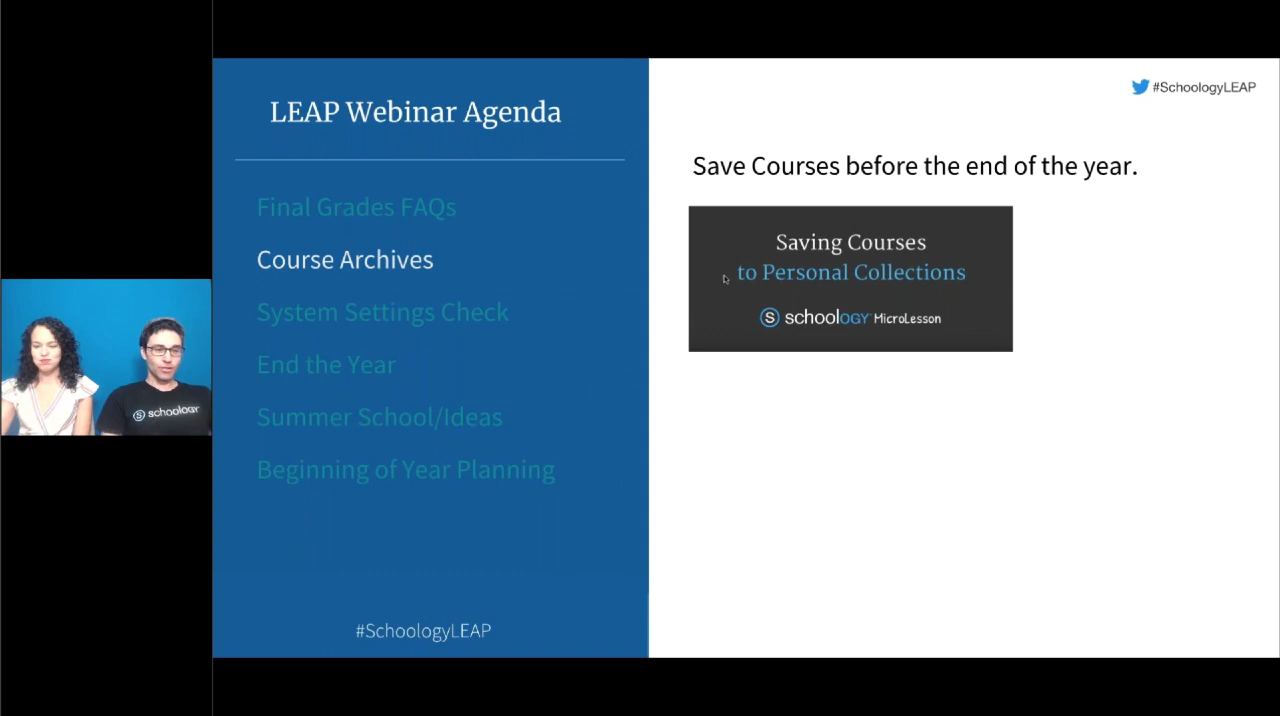 LEAP Webinar Agenda
Final Grades FAQs
Course Archives
System Settings Check
End the Year
Summer School/Ideas
Beginning of Year Planning
#SchoologyLEAP
#SchoologyLEAP
Save Courses before the end of the year.
Saving Courses
to Personal Collections
S schoology MicroLesson
S schoology